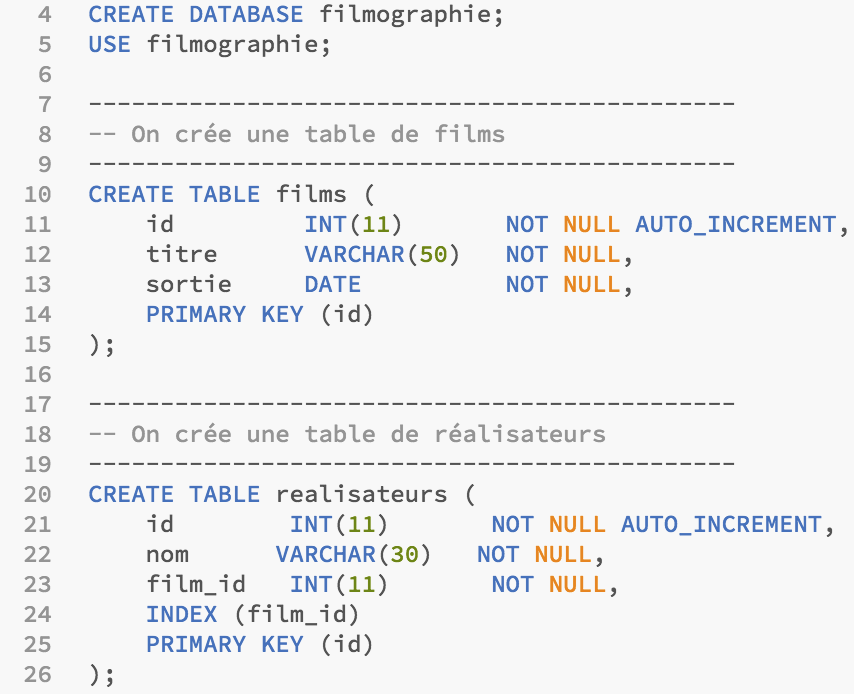 4 CREATE DATABASE filmographie;
5 USE filmographie;
6
7 ---------------------------------------------
8 -- On crée une table de films
9 ---------------------------------------------
10 CREATE TABLE films (
11 id INT(11) NOT NULL AUTO_INCREMENT,
12 titre VARCHAR(50) NOT NULL,
13 sortie DATE NOT NULL,
14 PRIMARY KEY (id)
15 );
16
17 ---------------------------------------------
18 -- On crée une table de réalisateurs
19 ---------------------------------------------
20 CREATE TABLE realisateurs (
21 id INT(11) NOT NULL AUTO_INCREMENT,
22 nom VARCHAR(30) NOT NULL,
23 film_id INT(11) NOT NULL,
24 INDEX (film_id)
25 PRIMARY KEY (id)
26 );